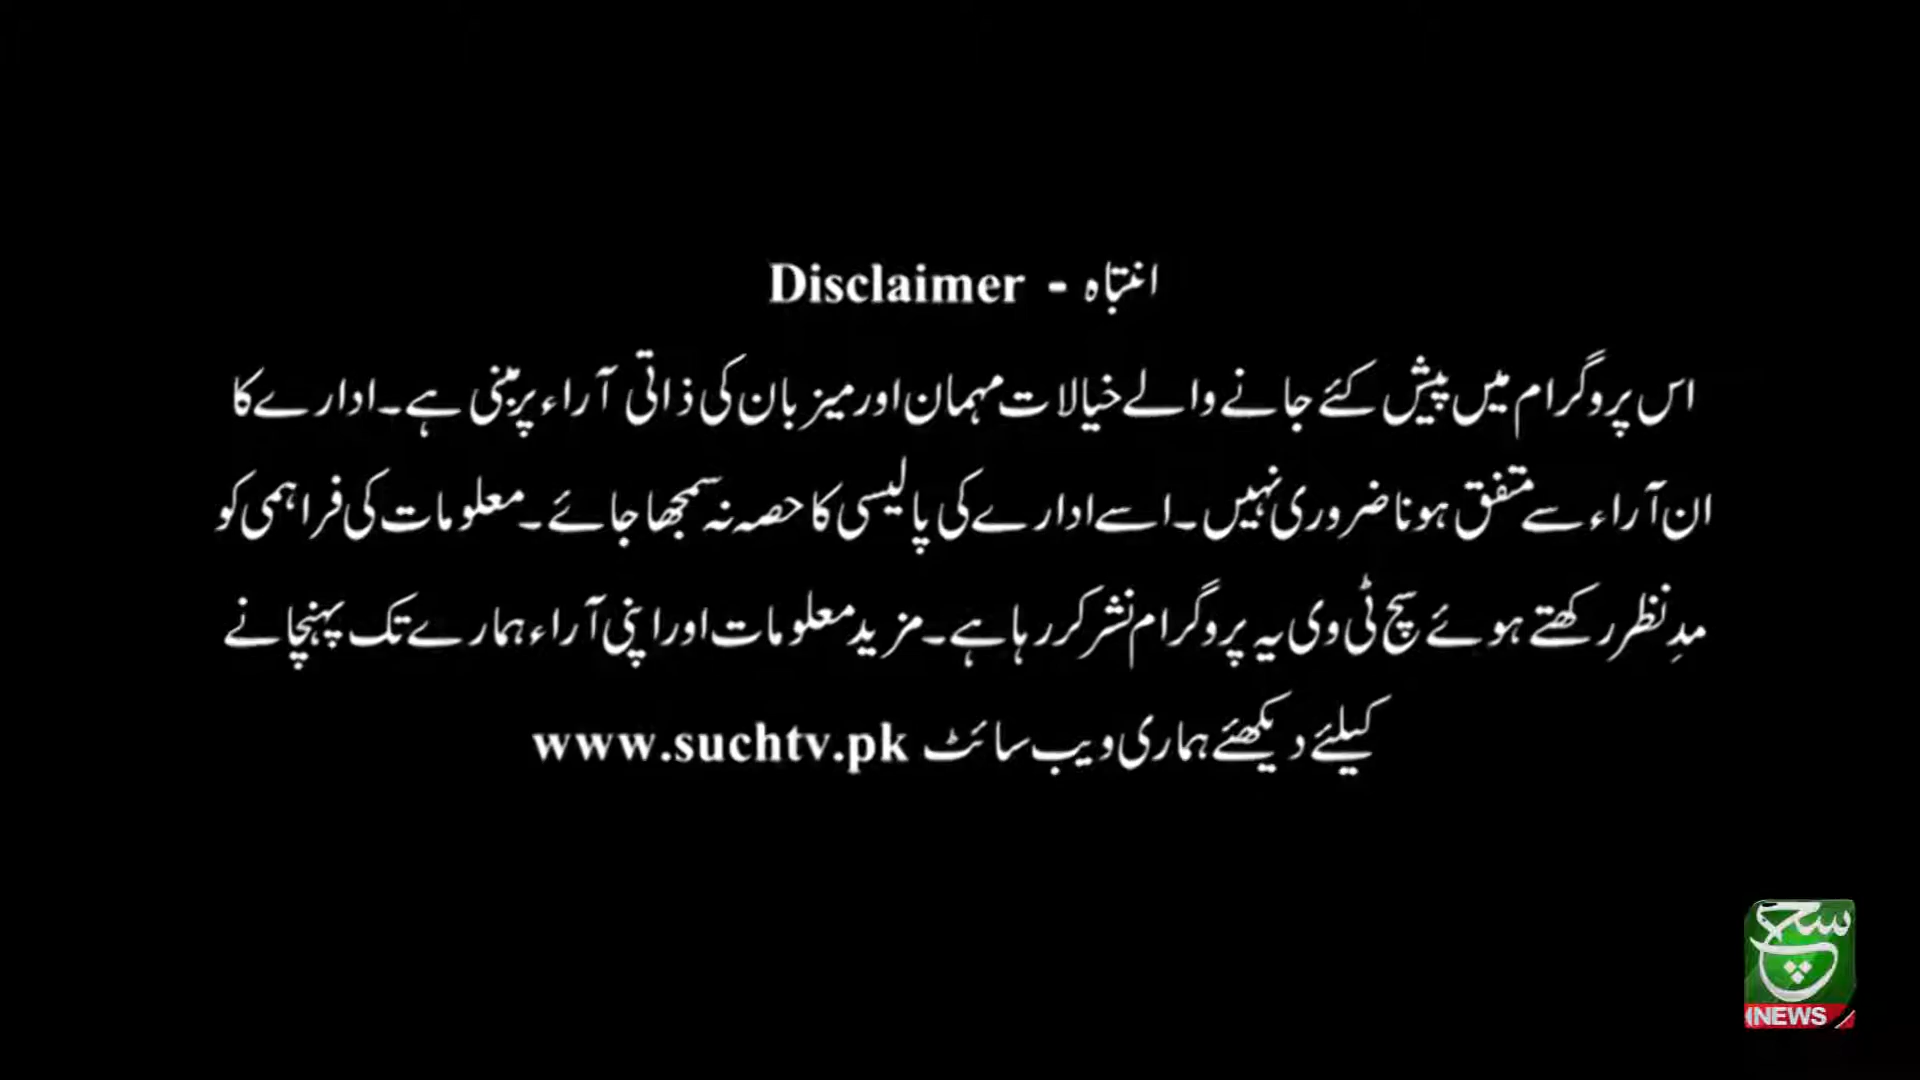 انتباہ - Disclaimer
اس پروگرام میں پیش کئے جانے والے خیالات مہمان اور میزبان کی ذاتی آراء پر مبنی ہے۔ ادارے کا
ان آراء سے متفق ہونا ضروری نہیں۔ اسے ادارے کی پالیسی کا حصہ نہ سمجھا جائے۔ معلومات کی فراہمی کو
مدِنظر رکھتے ہوئے سچ ٹی وی یہ پروگرام نشر کر رہا ہے۔ مزید معلومات اور اپنی آراء ہمارے تک پہنچانے
کیلئے دیکھئے ہماری ویب سائٹ www.suchtv.pk
سچ
NEWS